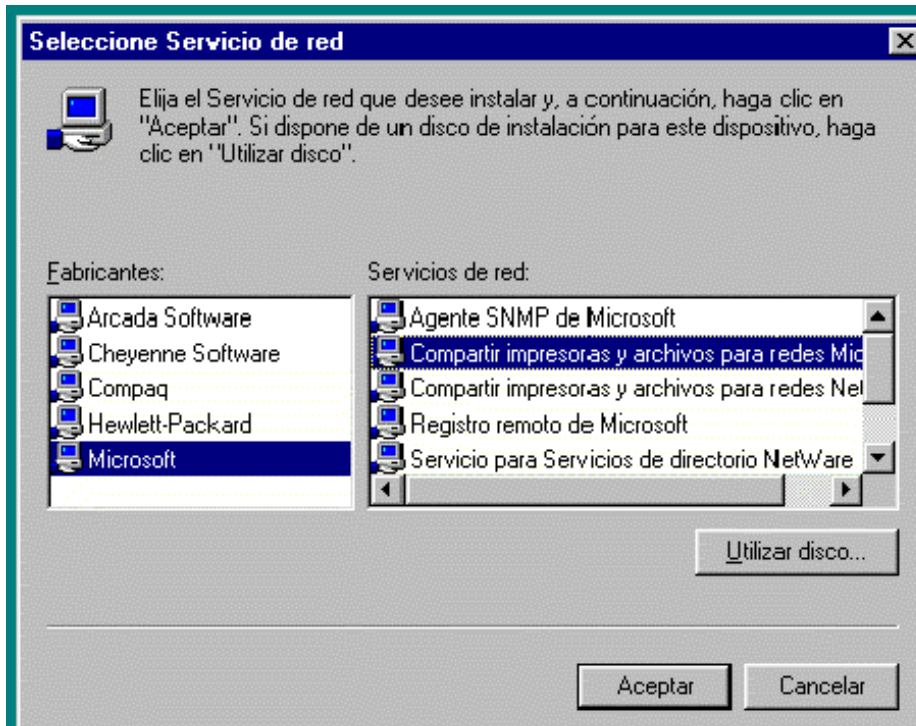 Seleccione Servicio de red
Elija el Servicio de red que desee instalar y, a continuación, haga clic en
"Aceptar". Si dispone de un disco de instalación para este dispositivo, haga
clic en "Utilizar disco".
Fabricantes:
Arcada Software
Cheyenne Software
Compaq
Hewlett-Packard
Microsoft
Servicios de red:
Agente SNMP de Microsoft
Compartir impresoras y archivos para redes Mic
Compartir impresoras y archivos para redes Net
Registro remoto de Microsoft
Servicio para Servicios de directorio NetWare
Utilizar disco...
Aceptar
Cancelar